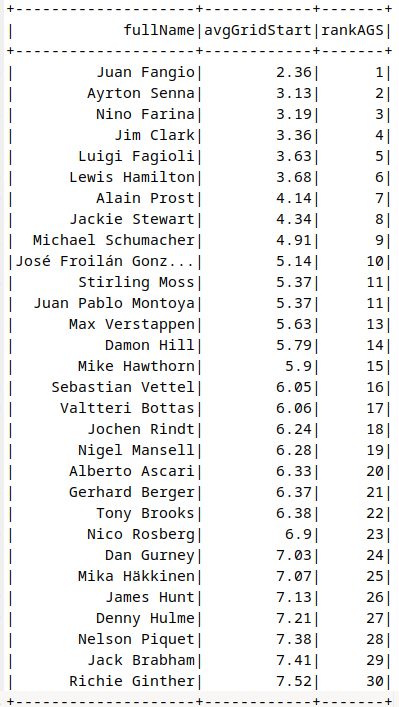 +--------------------+------------+-------+
|            fullName|avgGridStart|rankAGS|
+--------------------+------------+-------+
|         Juan Fangio|        2.36|      1|
|        Ayrton Senna|        3.13|      2|
|         Nino Farina|        3.19|      3|
|           Jim Clark|        3.36|      4|
|       Luigi Fagioli|        3.63|      5|
|      Lewis Hamilton|        3.68|      6|
|         Alain Prost|        4.14|      7|
|      Jackie Stewart|        4.34|      8|
|  Michael Schumacher|        4.91|      9|
|José Froilán Gonz...|        5.14|     10|
|       Stirling Moss|        5.37|     11|
|  Juan Pablo Montoya|        5.37|     11|
|      Max Verstappen|        5.63|     13|
|          Damon Hill|        5.79|     14|
|       Mike Hawthorn|         5.9|     15|
|    Sebastian Vettel|        6.05|     16|
|     Valtteri Bottas|        6.06|     17|
|        Jochen Rindt|        6.24|     18|
|       Nigel Mansell|        6.28|     19|
|      Alberto Ascari|        6.33|     20|
|      Gerhard Berger|        6.37|     21|
|         Tony Brooks|        6.38|     22|
|        Nico Rosberg|         6.9|     23|
|          Dan Gurney|        7.03|     24|
|       Mika Häkkinen|        7.07|     25|
|          James Hunt|        7.13|     26|
|         Denny Hulme|        7.21|     27|
|       Nelson Piquet|        7.38|     28|
|        Jack Brabham|        7.41|     29|
|      Richie Ginther|        7.52|     30|
+--------------------+------------+-------+